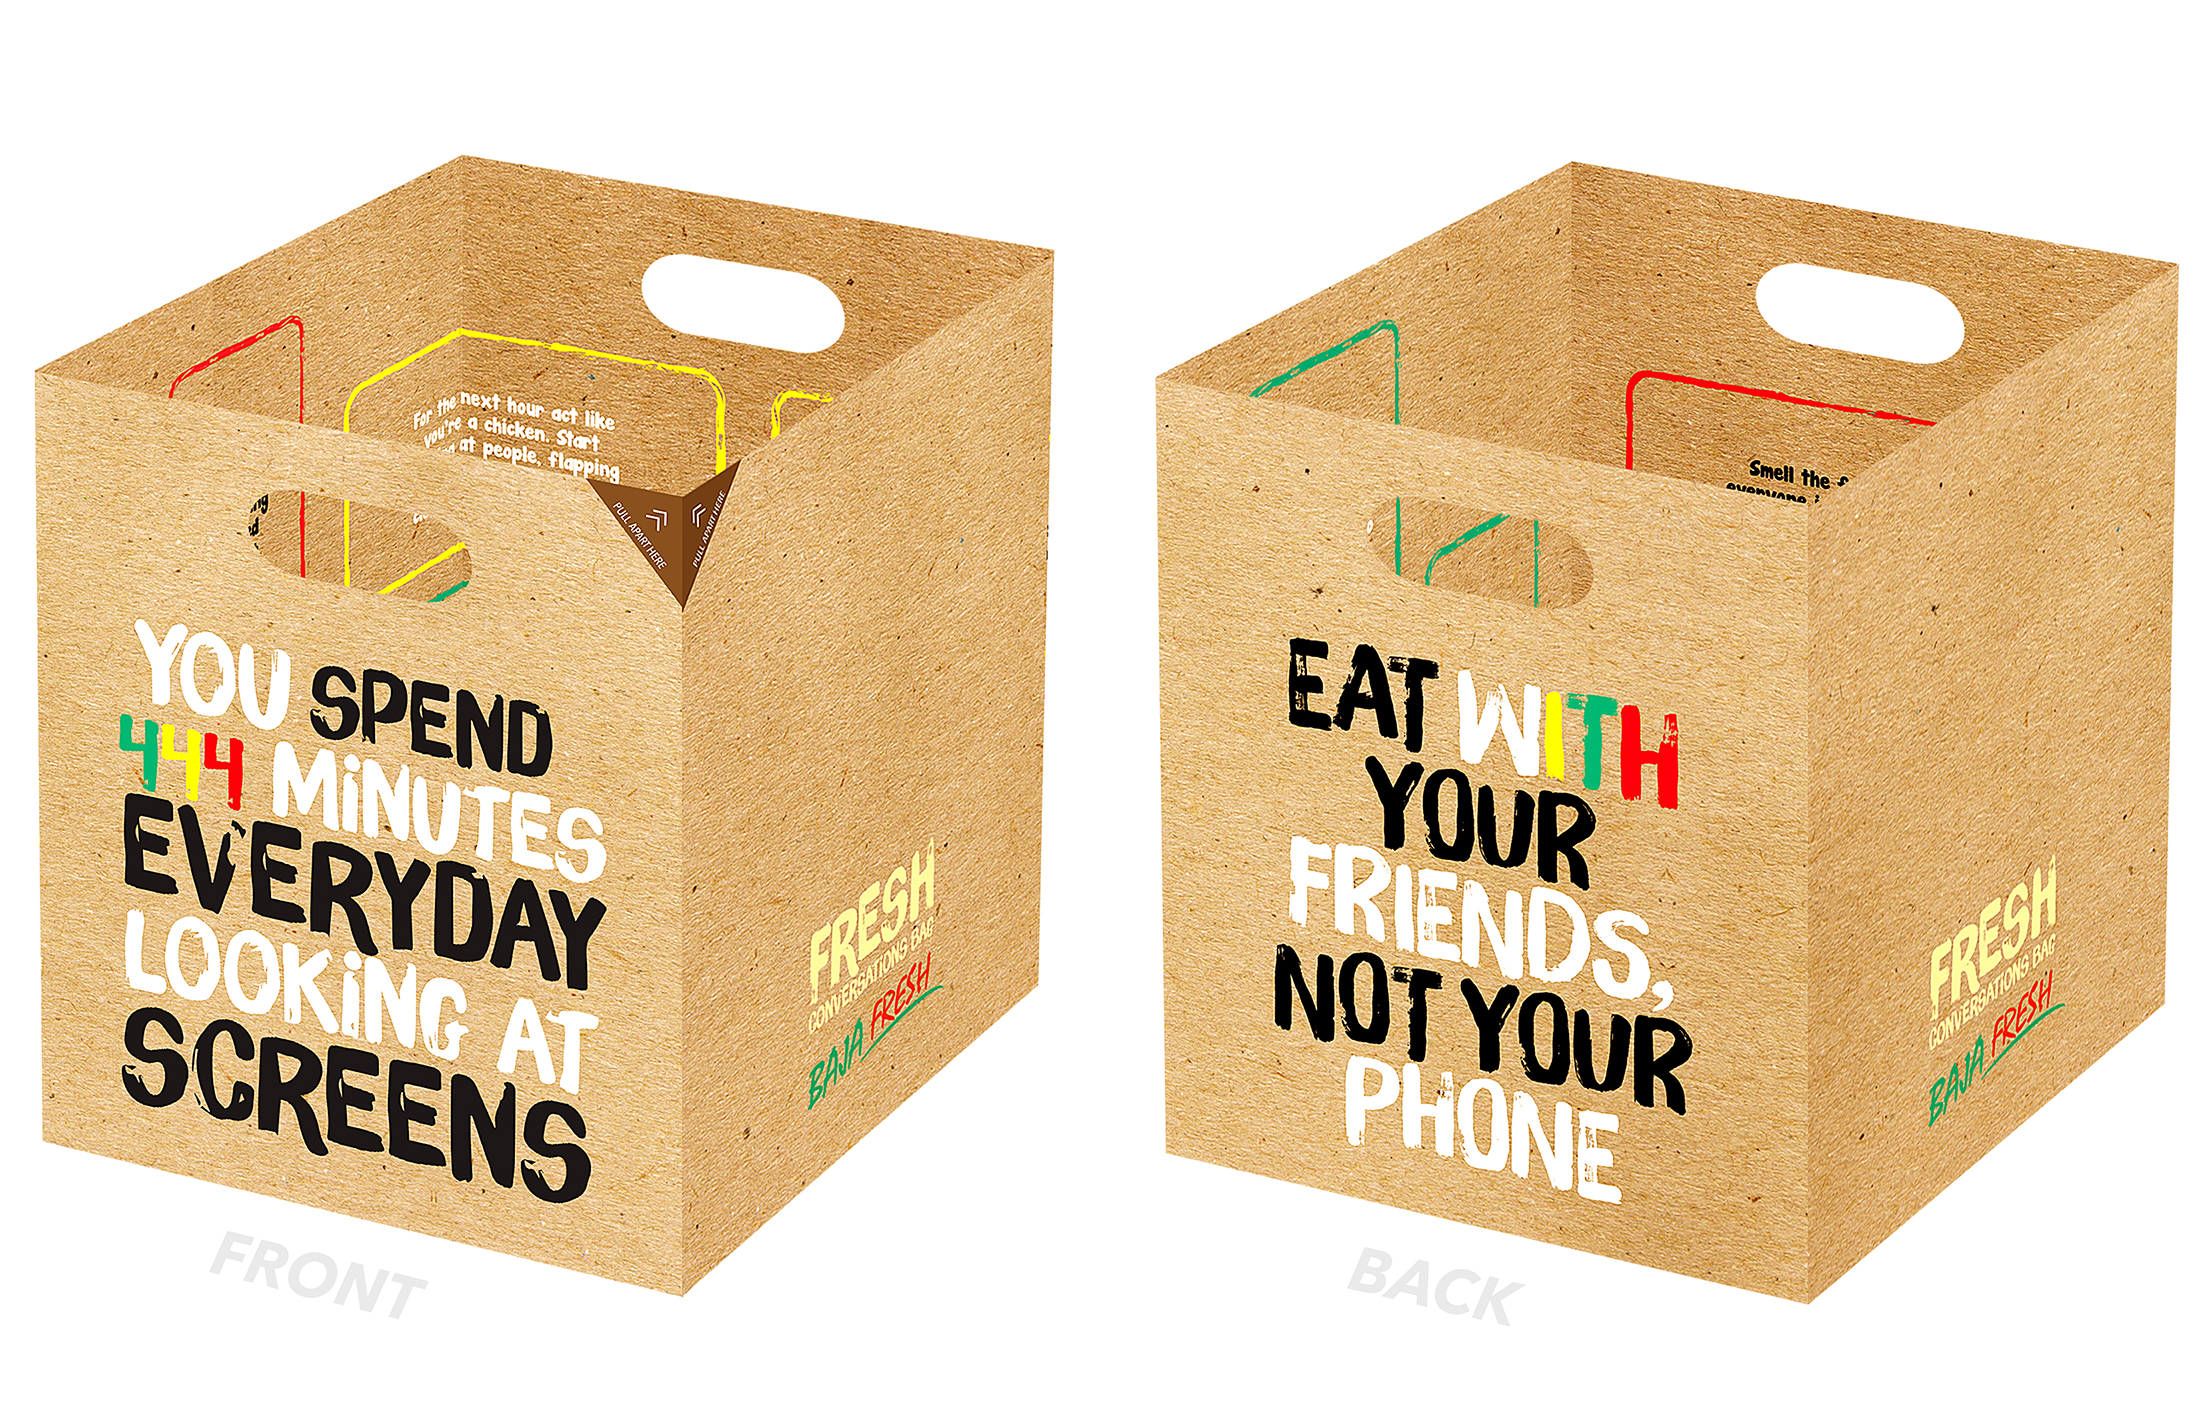 For the next hour act like
you're a chicken. Start
at people, flapping
PULL APART HERE
PULL APART HERE
YOU SPEND
444 MiNUTES
EVERYDAY
LOOKiNG AT
SCREENS
FRESH
CONVERSATIONS BAG
BAJA FRESH
FRONT
Smell the
everyone
EAT WITH
YOUR
FRIENDS,
NOT YOUR
PHONE
FRESH
CONVERSATIONS BAG
BAJA FRESH
BACK